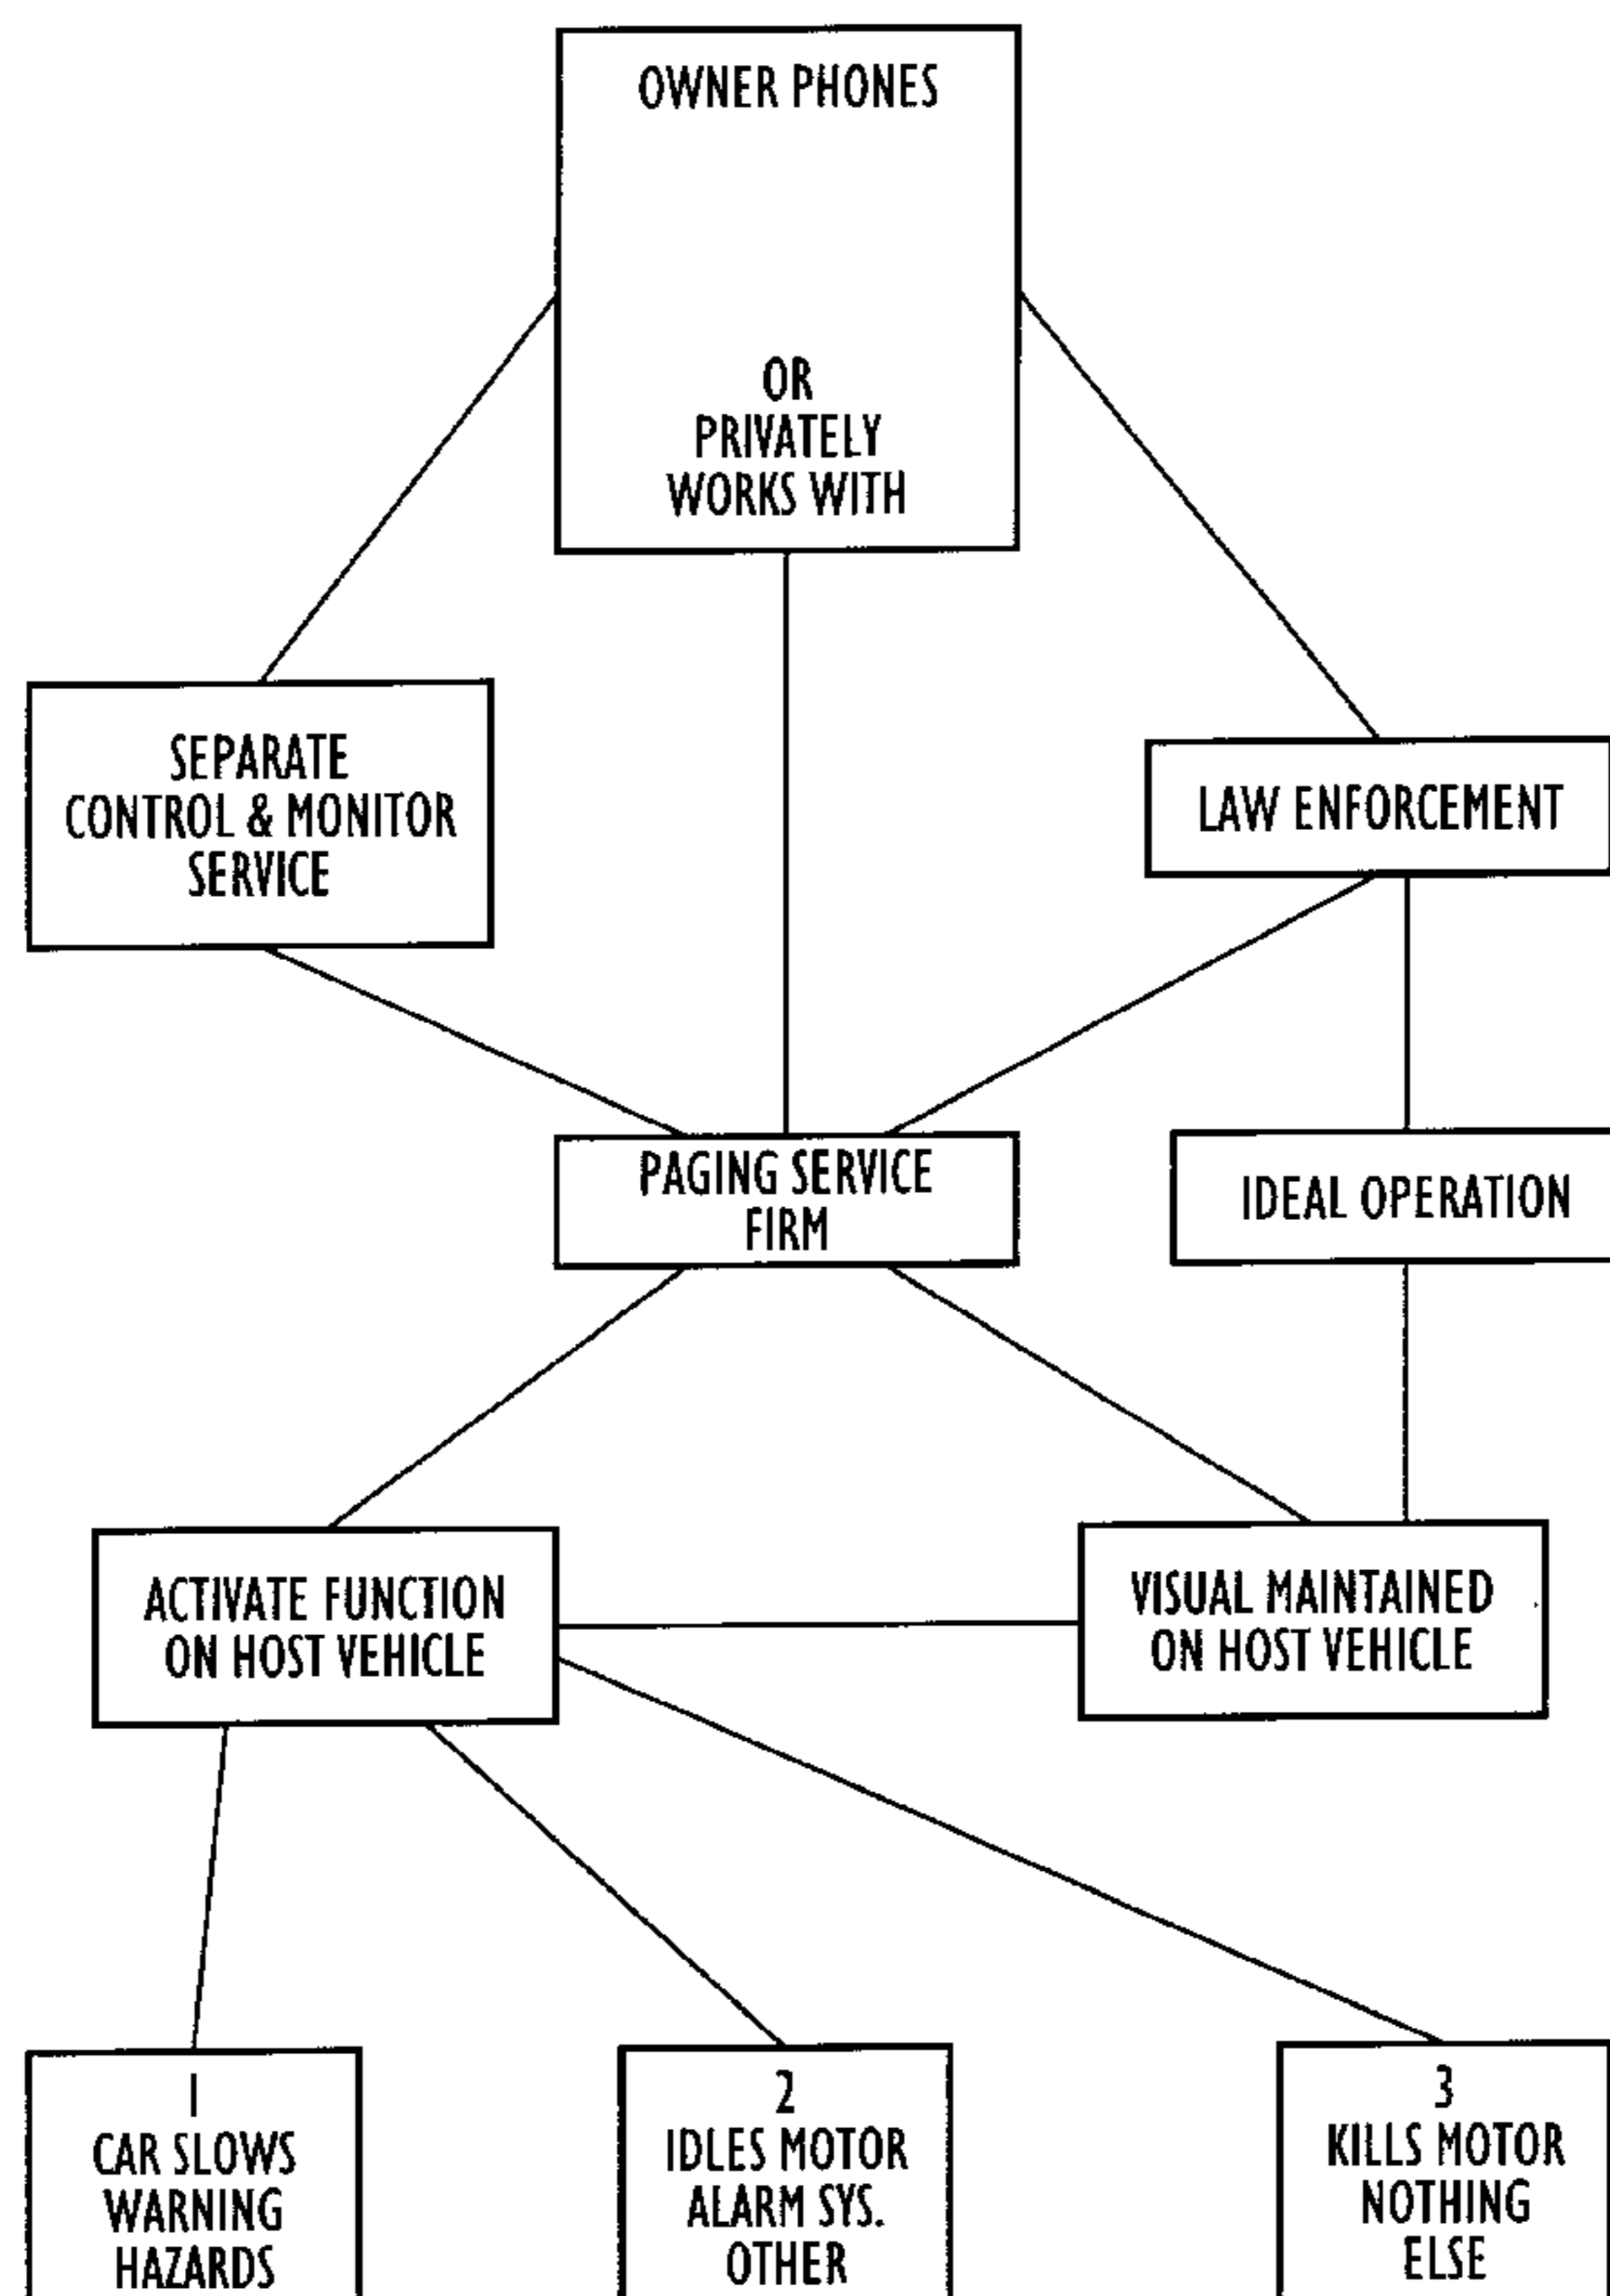 OWNER PHONES
OR
PRIVATELY
WORKS WITH
SEPARATE
CONTROL & MONITOR
SERVICE
LAW ENFORCEMENT
PAGING SERVICE
FIRM
IDEAL OPERATION
ACTIVATE FUNCTION
ON HOST VEHICLE
VISUAL MAINTAINED
ON HOST VEHICLE
1
CAR SLOWS
WARNING
HAZARDS
2
IDLES MOTOR
ALARM SYS.
OTHER
3
KILLS MOTOR
NOTHING
ELSE